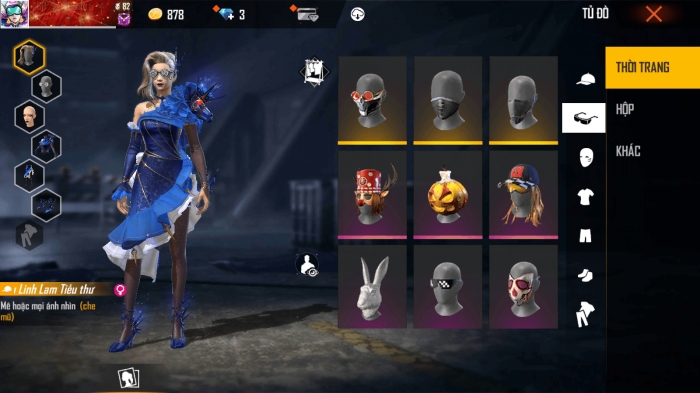 82
878
3
TỦ ĐỒ
THỜI TRANG
HỘP
KHÁC
Linh Lam Tiểu thư
Mê hoặc mọi ánh nhìn (che
mũ)